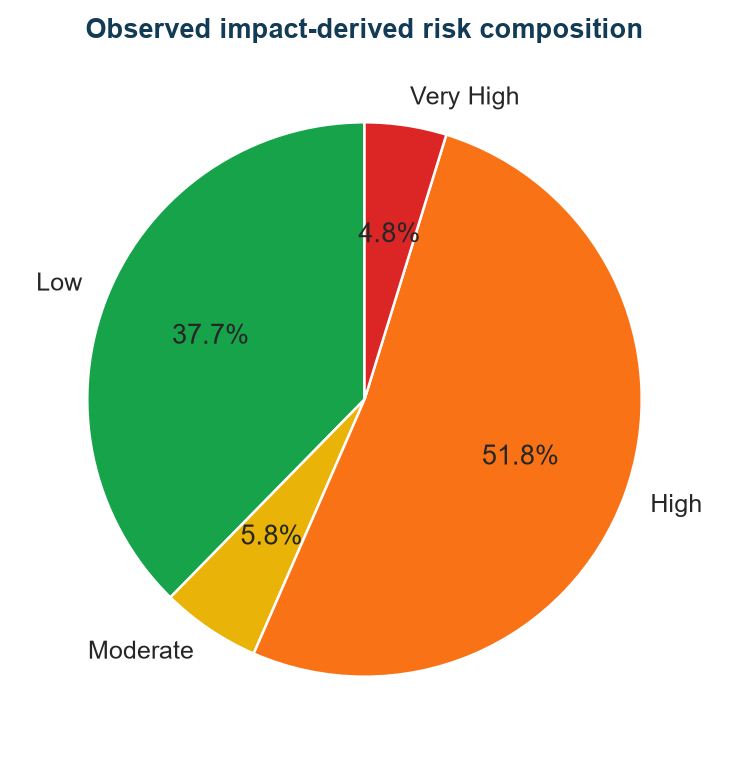 Observed impact-derived risk composition
Very High
4.8%
Low
37.7%
51.8%
High
5.8%
Moderate